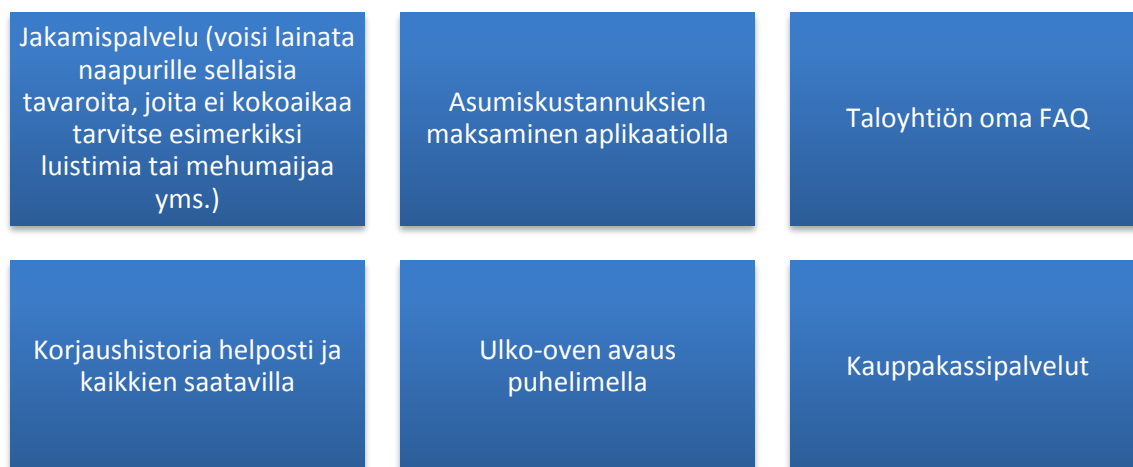 Jakamispalvelu (voisi lainata
naapurille sellaisia
tavaroita, joita ei kokoaikaa
tarvitse esimerkiksi
luistimia tai mehumaijaa
yms.)
Asumiskustannuksien
maksaminen aplikaatiolla
Taloyhtiön oma FAQ
Korjaushistoria helposti ja
kaikkien saatavilla
Ulko-oven avaus
puhelimella
Kauppakassipalvelut